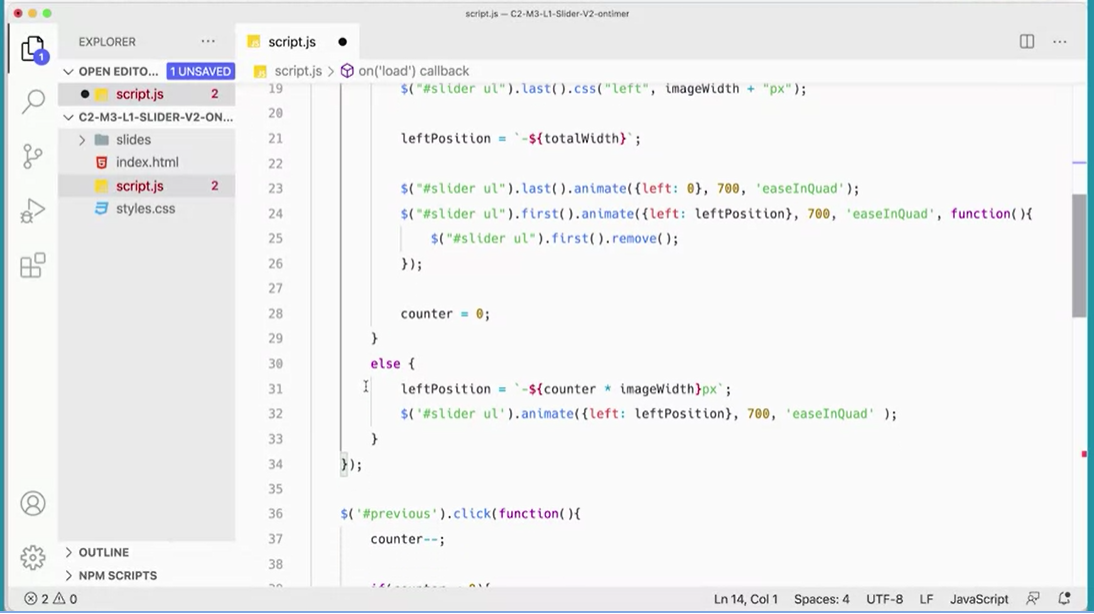 script.js — C2-M3-L1-Slider-V2-ontimer
EXPLORER
script.js
1
OPEN EDITO... 1 UNSAVED
script.js > on('load') callback
script.js 2
C2-M3-L1-SLIDER-V2-ON...
slides
index.html
script.js 2
styles.css
19 $("#slider ul").last().css("left", imageWidth + "px");
20
21 leftPosition = `-${totalWidth}`;
22
23 $("#slider ul").last().animate({left: 0}, 700, 'easeInQuad');
24 $("#slider ul").first().animate({left: leftPosition}, 700, 'easeInQuad', function(){
25 $("#slider ul").first().remove();
26 });
27
28 counter = 0;
29 }
30 else {
31 leftPosition = `-${counter * imageWidth}px`;
32 $('#slider ul').animate({left: leftPosition}, 700, 'easeInQuad' );
33 }
34 });
35
36 $('#previous').click(function(){
37 counter--;
38
OUTLINE
NPM SCRIPTS
2 0
Ln 14, Col 1 Spaces: 4 UTF-8 LF JavaScript